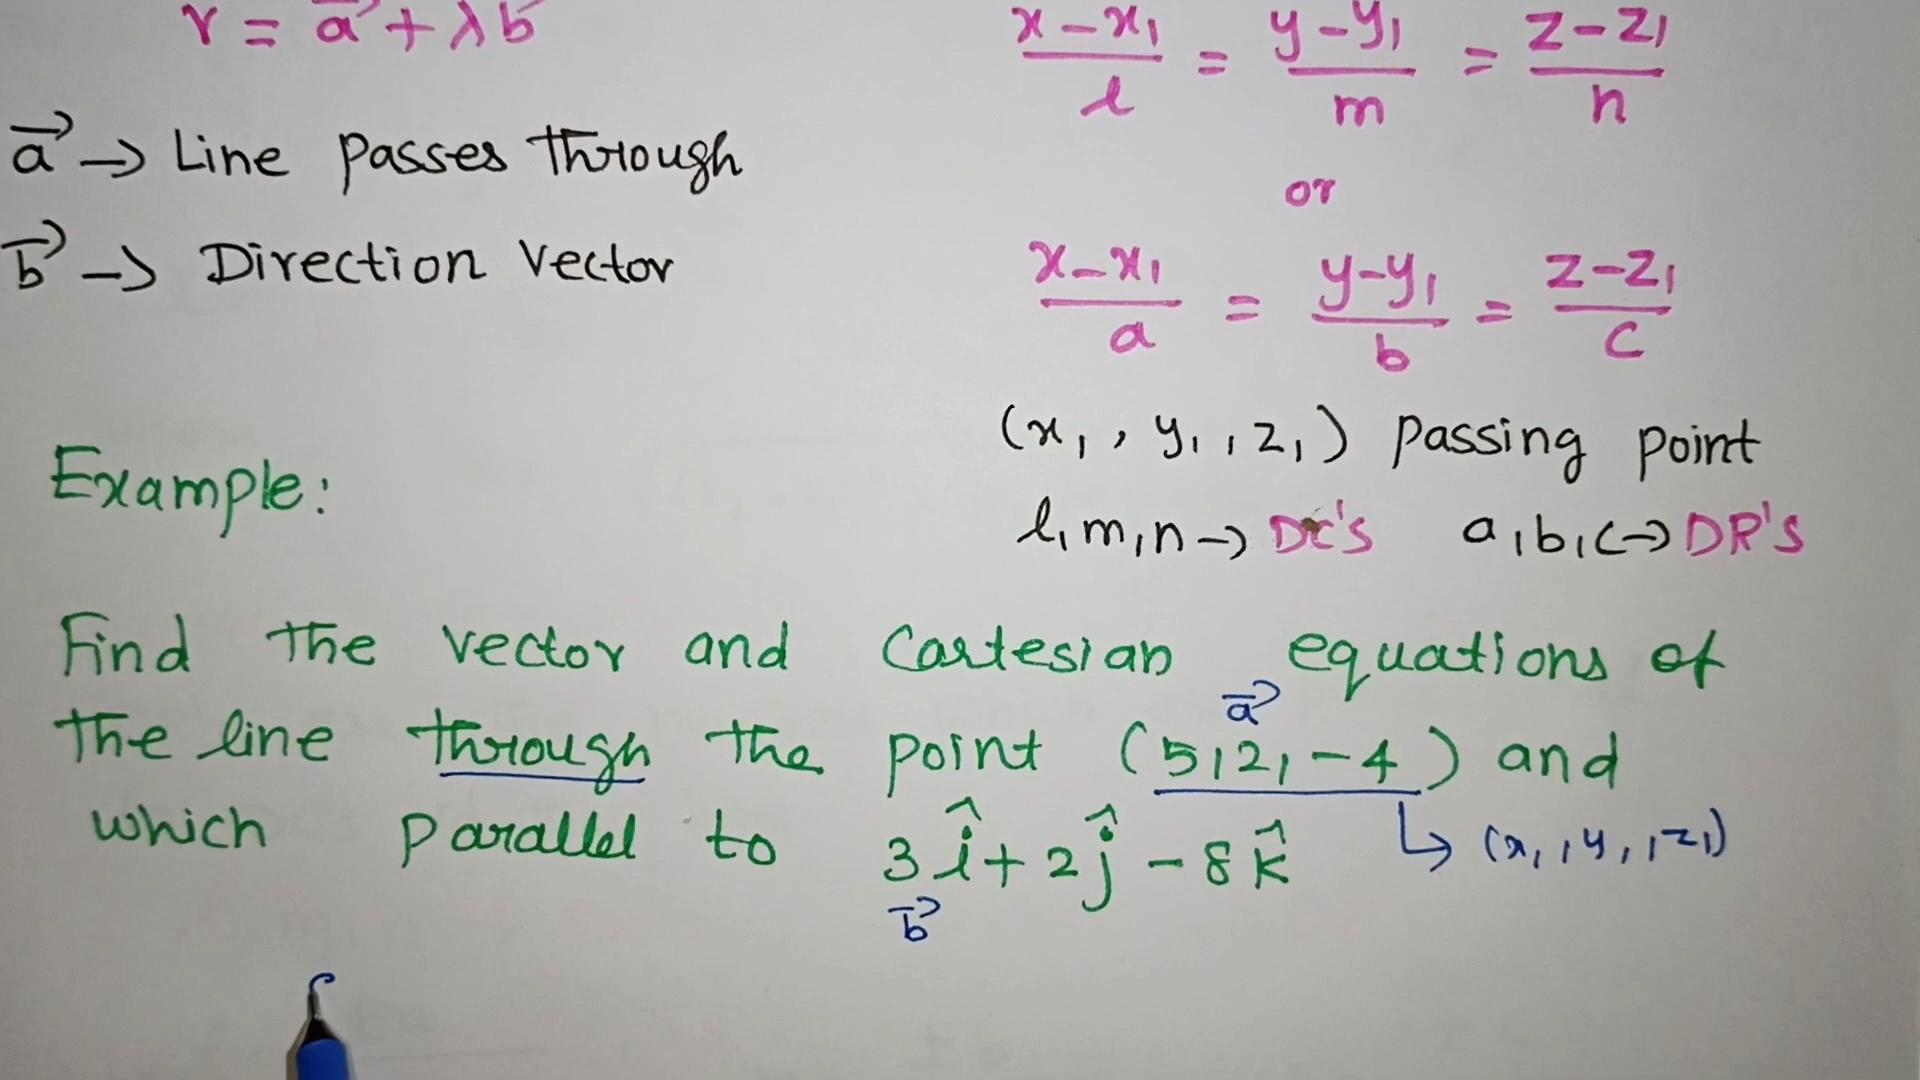 r = a⃗ + λb
a⃗ → Line passes through
b⃗ → Direction vector
x-x₁/l = y-y₁/m = z-z₁/n
or
x-x₁/a = y-y₁/b = z-z₁/c
(x₁, y₁, z₁) passing point
l, m, n → DC's a, b, c → DR's
Example:
Find the vector and Cartesian equations of
a⃗
the line through the point (5, 2, -4) and
which parallel to 3î + 2ĵ - 8k̂ ↳ (x₁, y₁, z₁)
b⃗